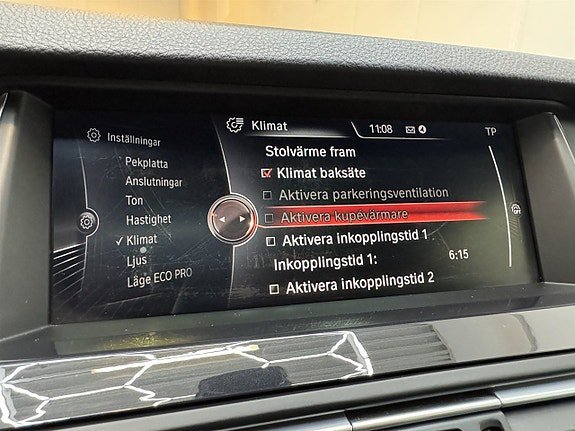 Inställningar
Pekplatta
Anslutningar
Ton
Hastighet
Klimat
Ljus
Läge ECO PRO
Klimat
11:08
4
TP
Stolvärme fram
Klimat baksäte
Aktivera parkeringsventilation
Aktivera kupévärmare
Aktivera inkopplingstid 1
Inkopplingstid 1: 6:15
Aktivera inkopplingstid 2